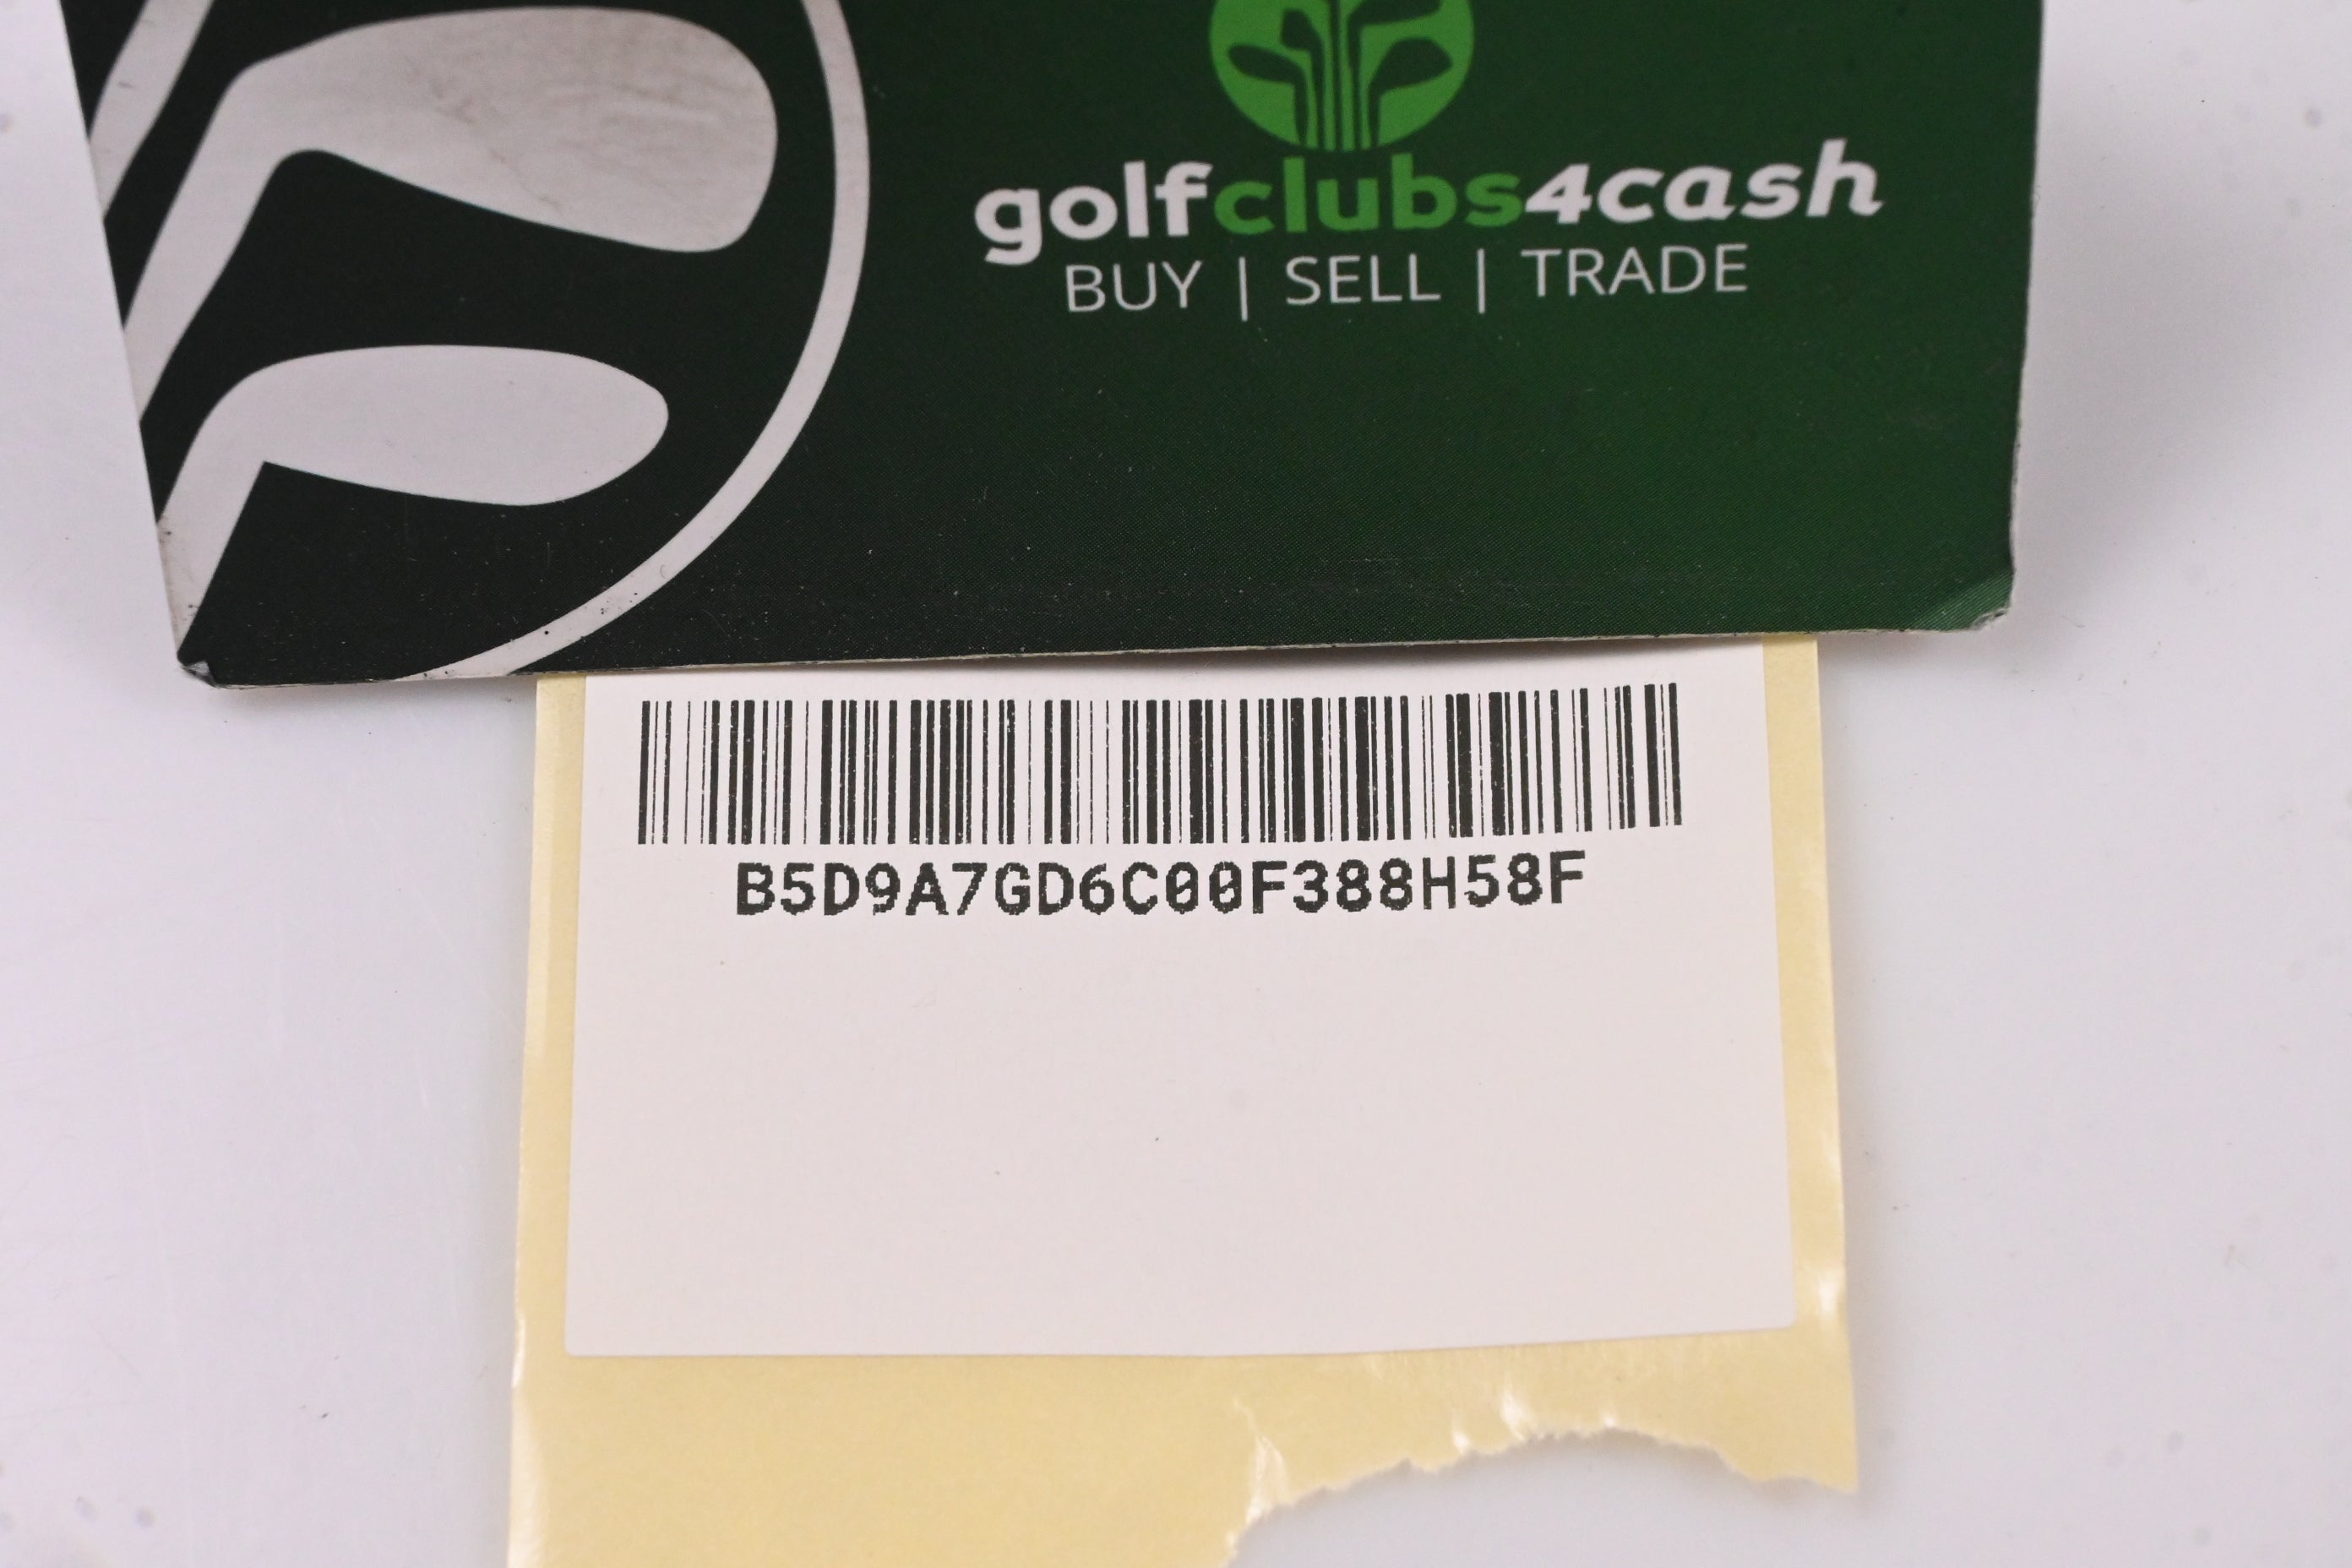 golfclubs4cash
BUY | SELL | TRADE
B5D9A7GD6C00F388H58F